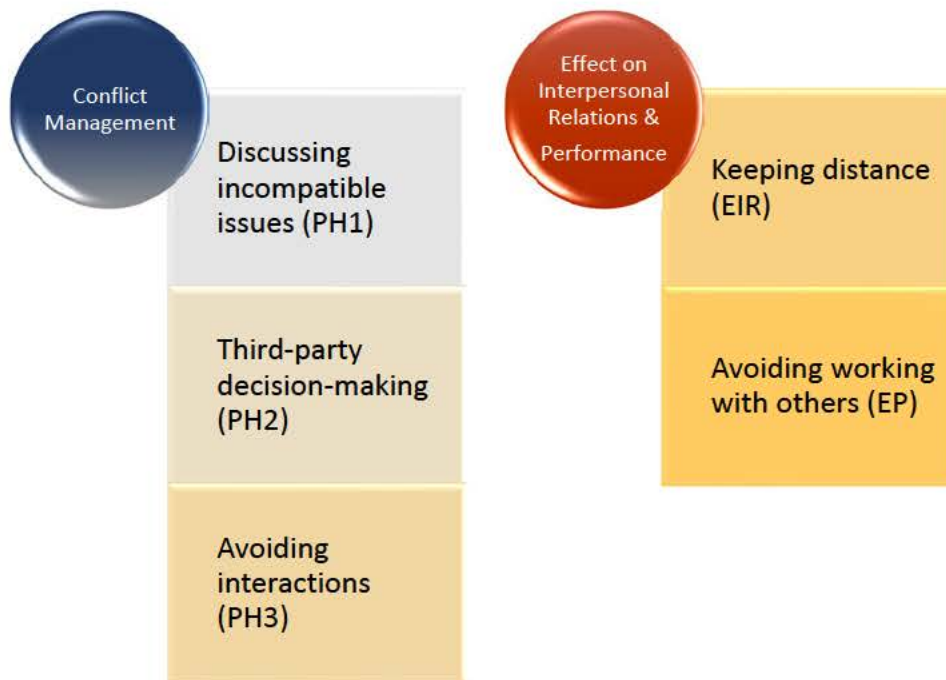 Conflict
Management
Discussing
incompatible
issues (PH1)
Third-party
decision-making
(PH2)
Avoiding
interactions
(PH3)
Effect on
Interpersonal
Relations &
Performance
Keeping distance
(EIR)
Avoiding working
with others (EP)